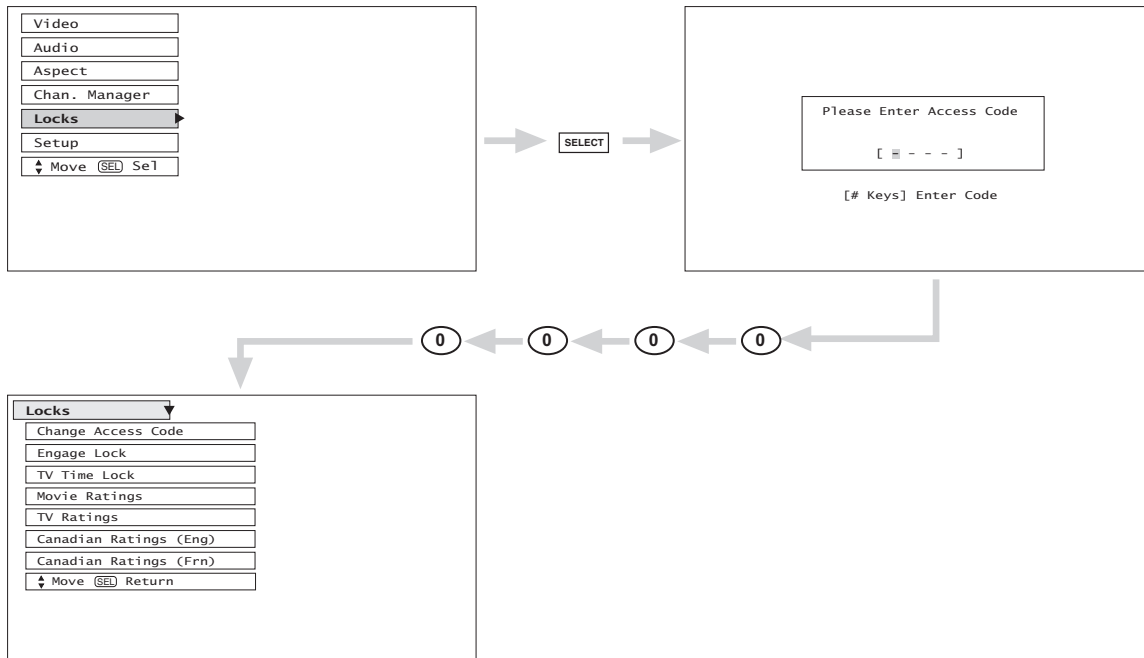 Video
Audio
Aspect
Chan. Manager
Locks
Setup
Move SEL Sel
SELECT
Please Enter Access Code
[ - - - - ]
[# Keys] Enter Code
0 0 0 0
Locks
Change Access Code
Engage Lock
TV Time Lock
Movie Ratings
TV Ratings
Canadian Ratings (Eng)
Canadian Ratings (Frn)
Move SEL Return